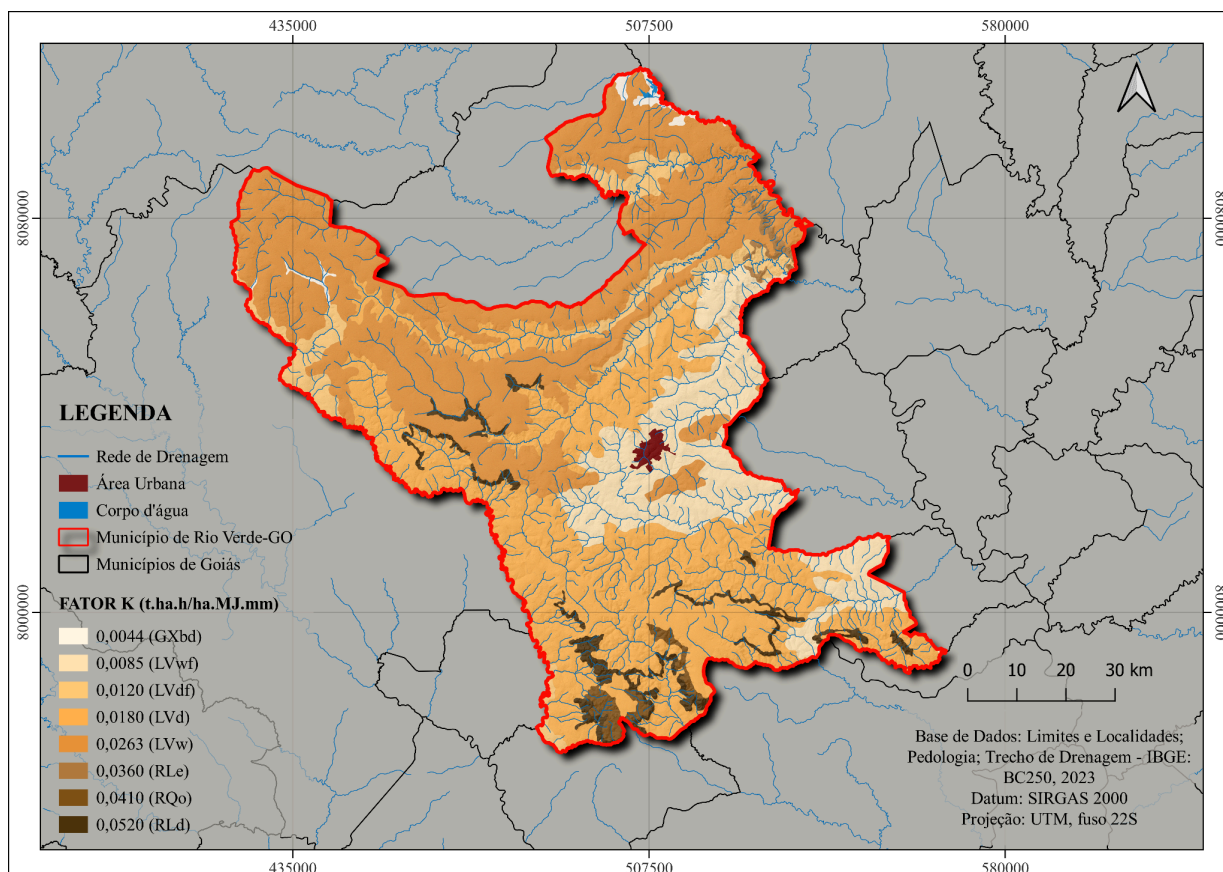 435000
507500
580000
8080000
8080000
LEGENDA
Rede de Drenagem
Área Urbana
Corpo d'água
Município de Rio Verde-GO
Municípios de Goiás
FATOR K (t.ha.h/ha.MJ.mm)
0,0044 (GXbd)
0,0085 (LVwf)
0,0120 (LVdf)
0,0180 (LVd)
0,0263 (LVw)
0,0360 (RLe)
0,0410 (RQo)
0,0520 (RLd)
8000000
8000000
0 10 20 30 km
Base de Dados: Limites e Localidades;
Pedologia; Trecho de Drenagem - IBGE:
BC250, 2023
Datum: SIRGAS 2000
Projeção: UTM, fuso 22S
435000
507500
580000